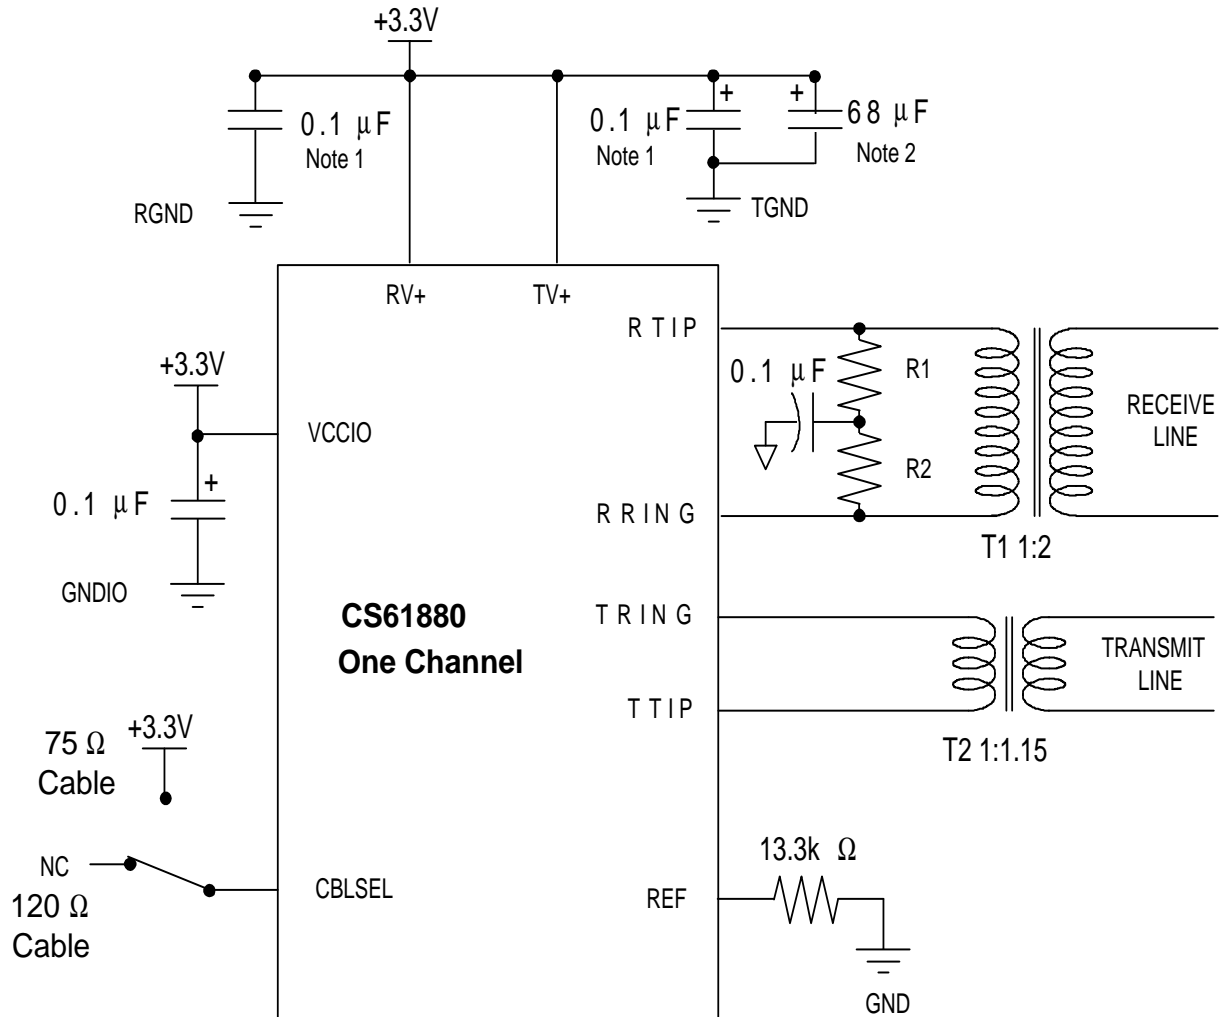 +3.3V
0.1 μF
Note 1
0.1 μF
Note 1
+
+
68 μF
Note 2
RGND
TGND
RV+
TV+
RTIP
+3.3V
0.1 μF
R1
RECEIVE
LINE
VCCIO
R2
+
0.1 μF
RRING
T1 1:2
GNDIO
CS61880
One Channel
TRING
TRANSMIT
LINE
TTIP
+3.3V
75 Ω
Cable
T2 1:1.15
13.3k Ω
NC
CBLSEL
REF
120 Ω
Cable
GND